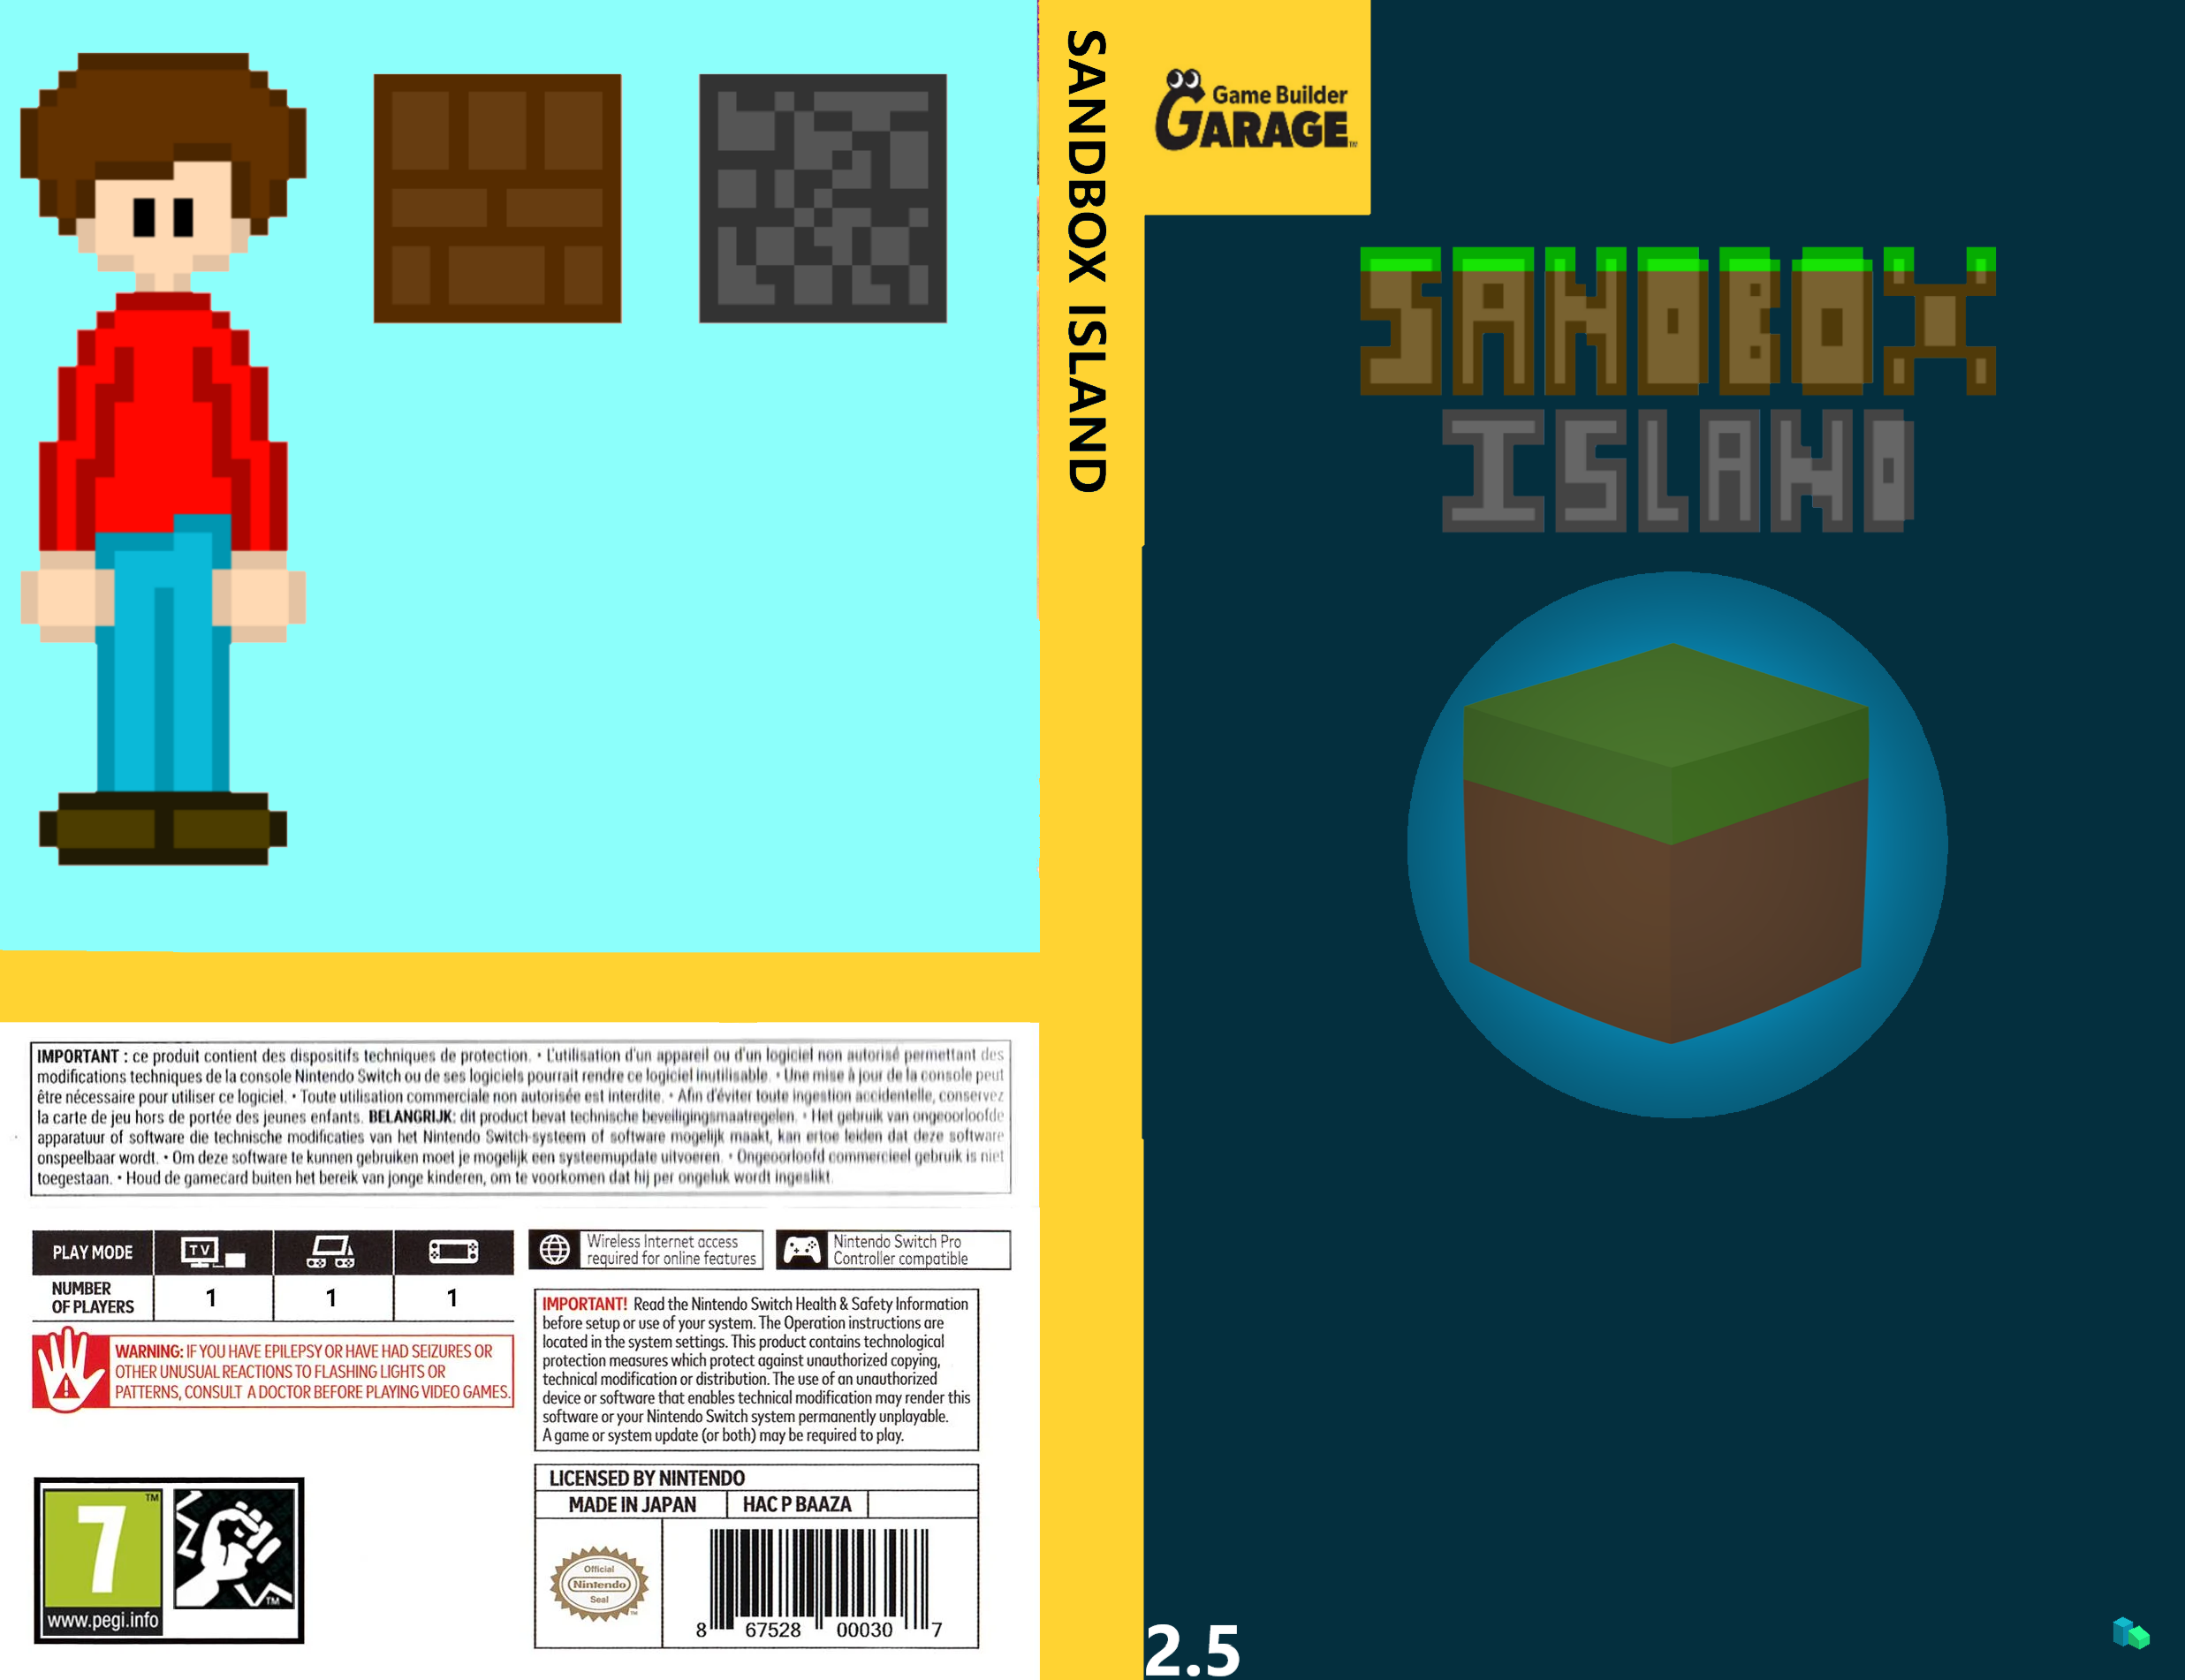 SANDBOX ISLAND
Game Builder
GARAGE™
SANDBOX
ISLAND
2.5
IMPORTANT : ce produit contient des dispositifs techniques de protection. • L'utilisation d'un appareil ou d'un logiciel non autorisé permettant des
modifications techniques de la console Nintendo Switch ou de ses logiciels pourrait rendre ce logiciel inutilisable. • Une mise à jour de la console peut
être nécessaire pour utiliser ce logiciel. • Toute utilisation commerciale non autorisée est interdite. • Afin d'éviter toute ingestion accidentelle, conservez
la carte de jeu hors de portée des jeunes enfants. BELANGRIJK: dit product bevat technische beveiligingsmaatregelen. • Het gebruik van ongeoorloofde
apparatuur of software die technische modificaties van het Nintendo Switch-systeem of software mogelijk maakt, kan ertoe leiden dat deze software
onspeelbaar wordt. • Om deze software te kunnen gebruiken moet je mogelijk een systeemupdate uitvoeren. • Ongeoorloofd commercieel gebruik is niet
toegestaan. • Houd de gamecard buiten het bereik van jonge kinderen, om te voorkomen dat hij per ongeluk wordt ingeslikt.
PLAY MODE
TV
NUMBER
OF PLAYERS
1 1 1
Wireless Internet access
required for online features
Nintendo Switch Pro
Controller compatible
WARNING: IF YOU HAVE EPILEPSY OR HAVE HAD SEIZURES OR
OTHER UNUSUAL REACTIONS TO FLASHING LIGHTS OR
PATTERNS, CONSULT A DOCTOR BEFORE PLAYING VIDEO GAMES.
IMPORTANT! Read the Nintendo Switch Health & Safety Information
before setup or use of your system. The Operation instructions are
located in the system settings. This product contains technological
protection measures which protect against unauthorized copying,
technical modification or distribution. The use of an unauthorized
device or software that enables technical modification may render this
software or your Nintendo Switch system permanently unplayable.
A game or system update (or both) may be required to play.
7™
www.pegi.info
TM
LICENSED BY NINTENDO
MADE IN JAPAN HAC P BAAZA
Official
Nintendo
Seal
TM
8 67528 00030 7